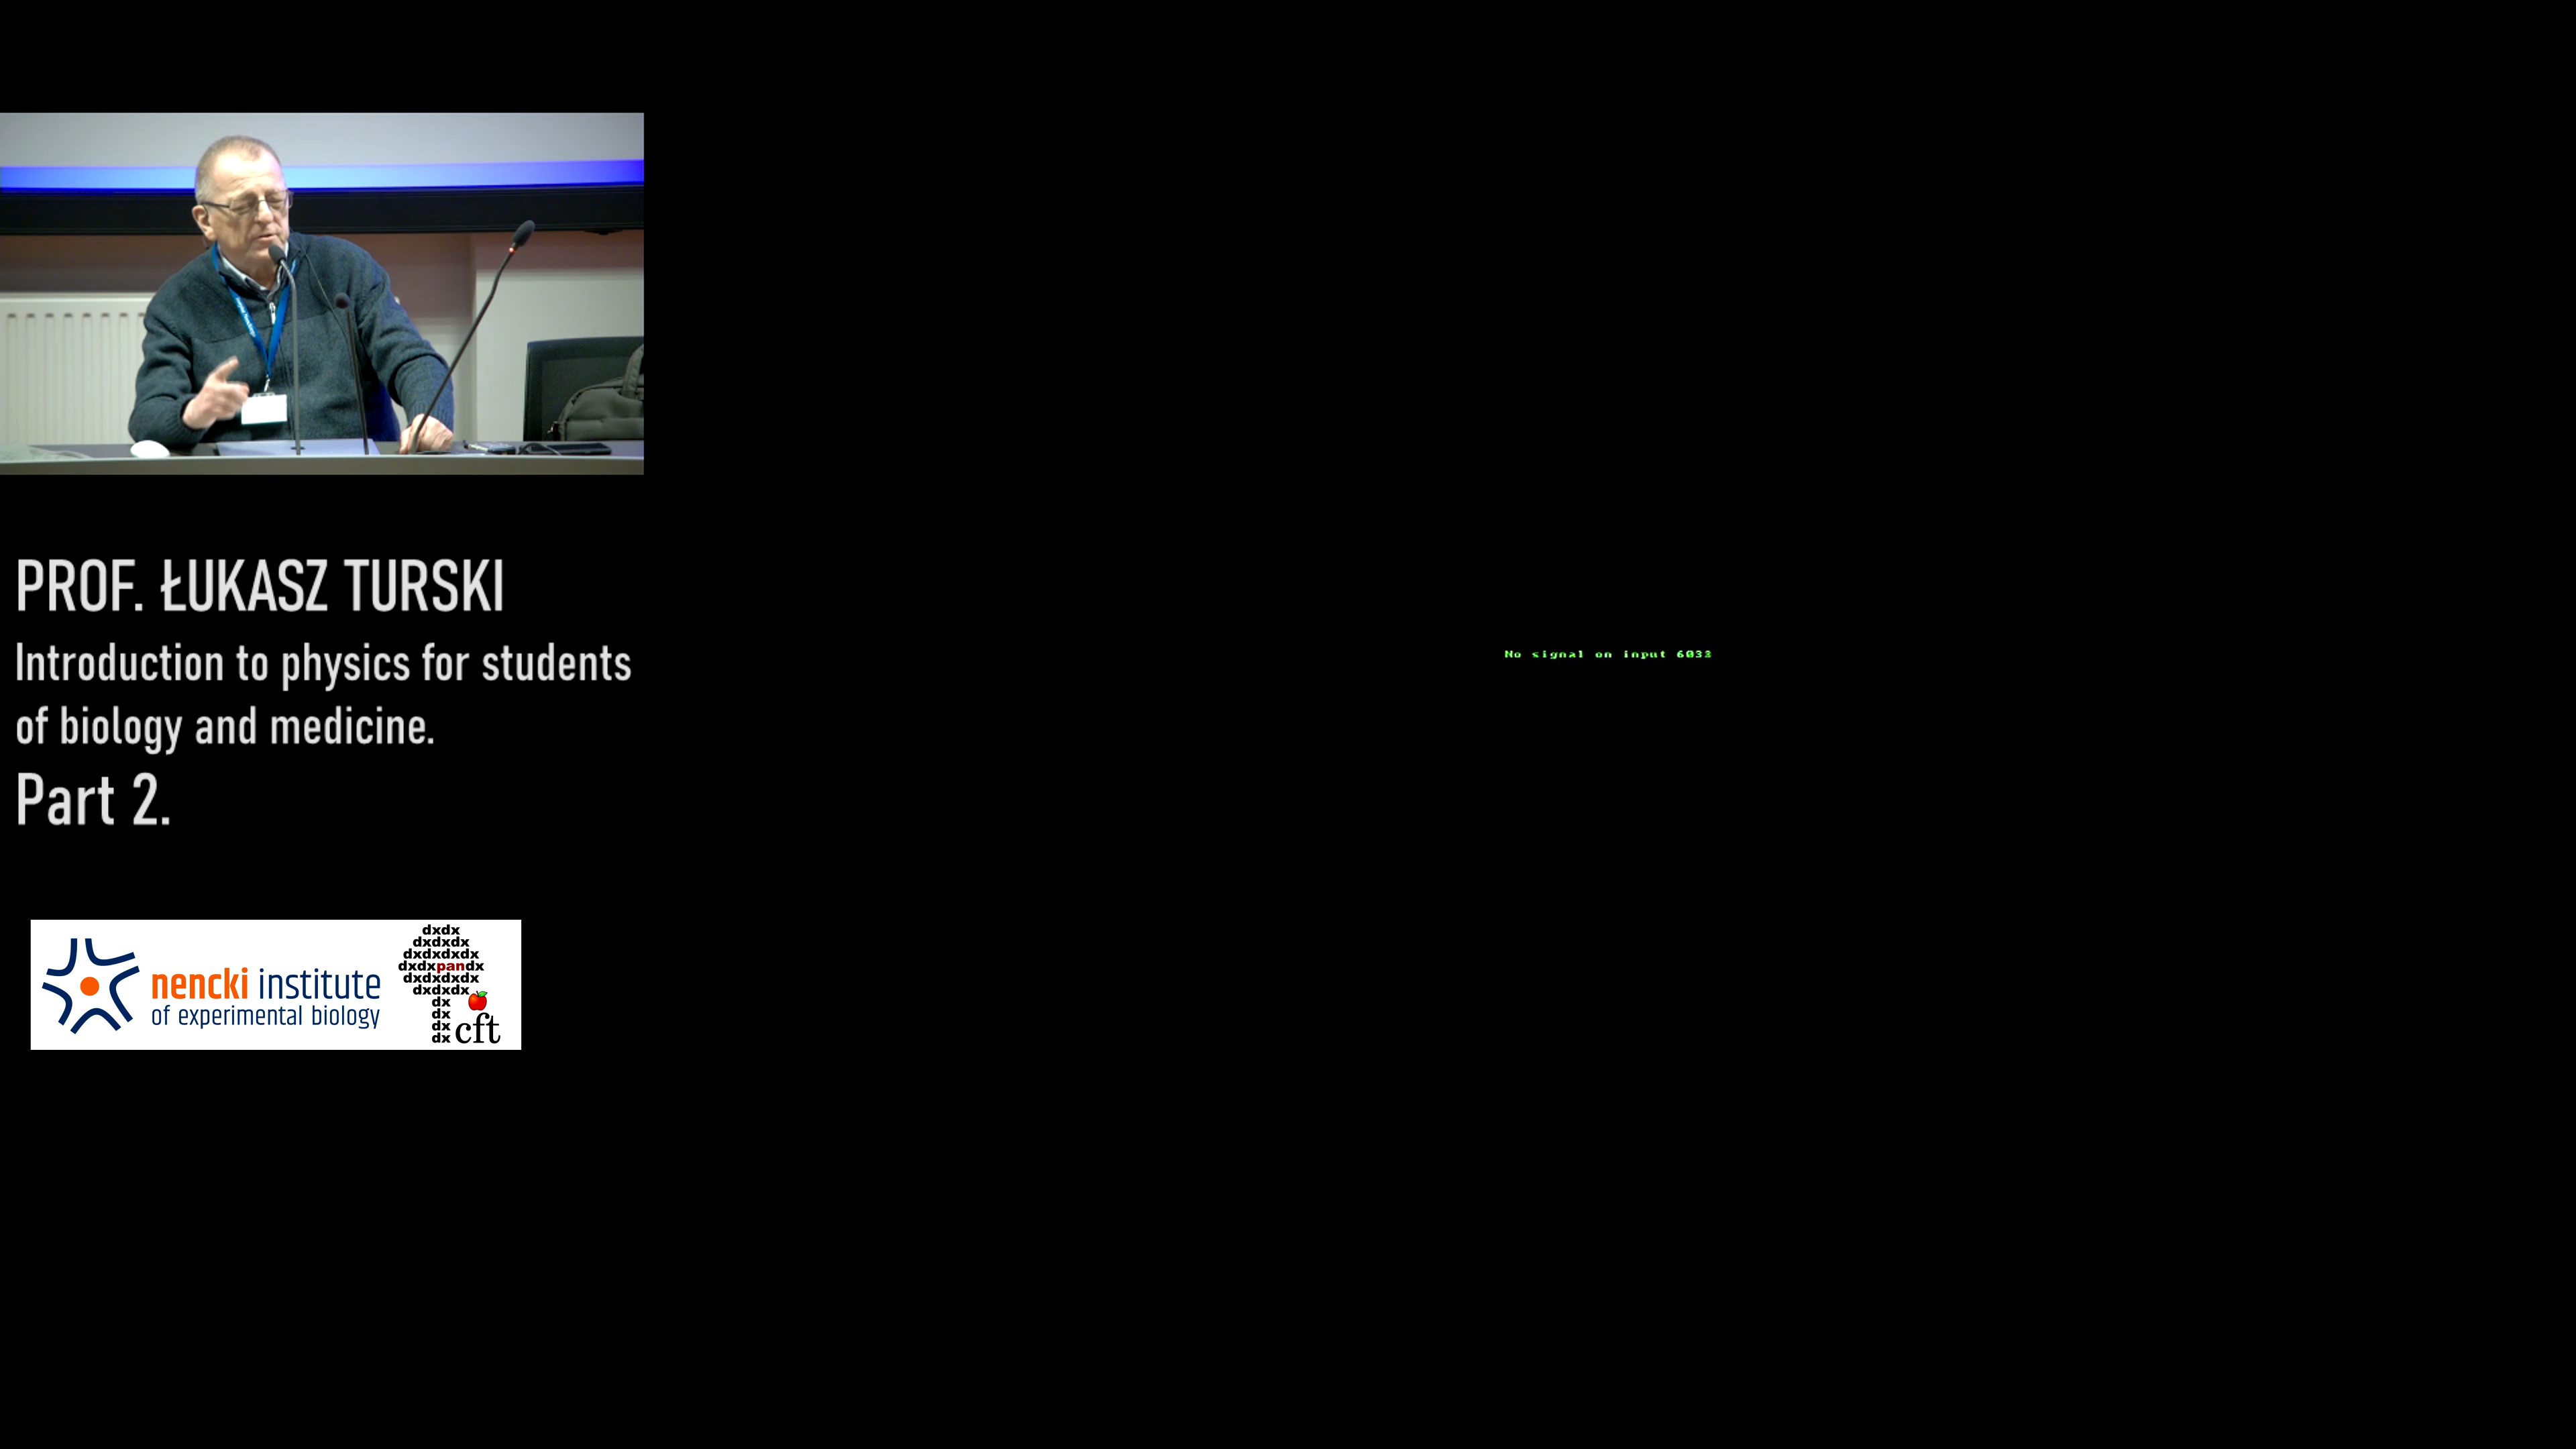 PROF. ŁUKASZ TURSKI
Introduction to physics for students
of biology and medicine.
Part 2.
nencki institute
of experimental biology
dxdx
dxdxdx
dxdxdxdx
dxdxpandx
dxdxdxdx
dxdxdx
dx
dx
dx
dx cft
No signal on input